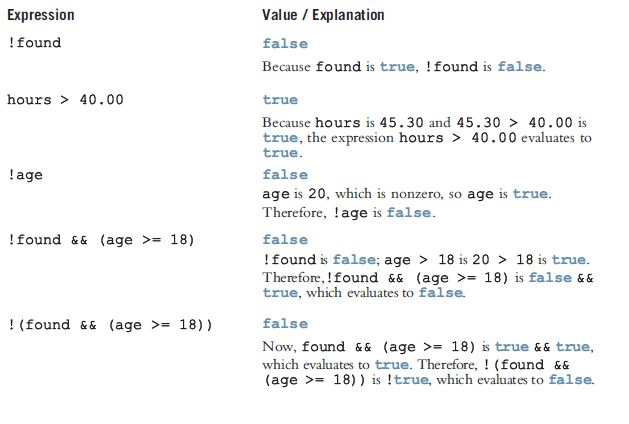 Expression Value / Explanation
!found false
Because found is true, !found is false.
hours > 40.00 true
Because hours is 45.30 and 45.30 > 40.00 is
true, the expression hours > 40.00 evaluates to
true.
!age false
age is 20, which is nonzero, so age is true.
Therefore, !age is false.
!found && (age >= 18) false
!found is false; age > 18 is 20 > 18 is true.
Therefore, !found && (age >= 18) is false &&
true, which evaluates to false.
!(found && (age >= 18)) false
Now, found && (age >= 18) is true && true,
which evaluates to true. Therefore, !(found &&
(age >= 18)) is !true, which evaluates to false.